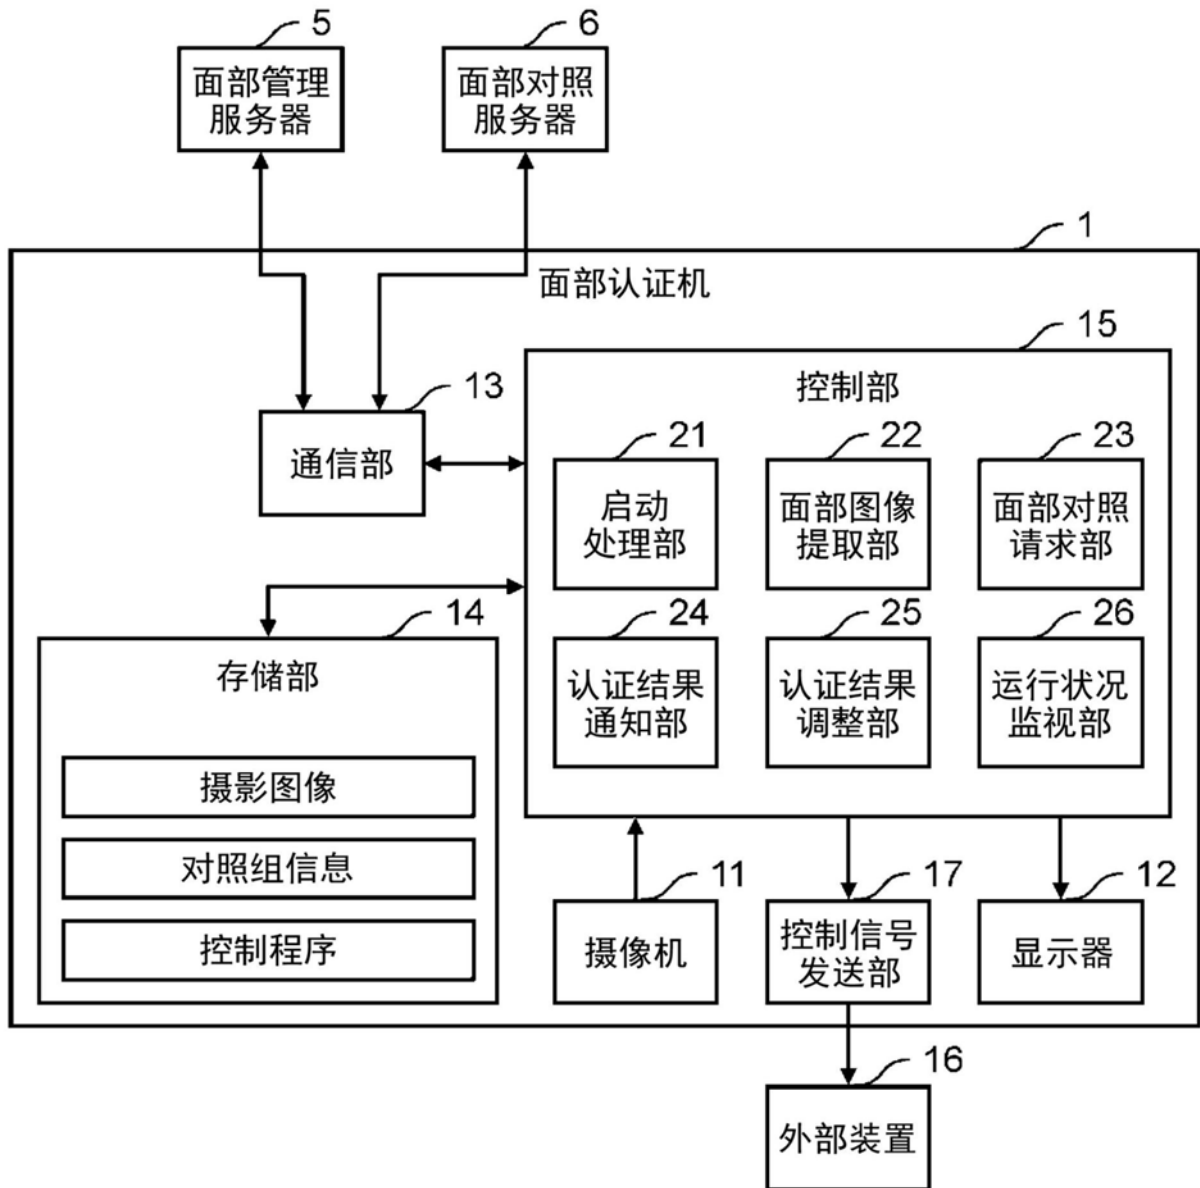 5
6
面部管理
服务器
面部对照
服务器
1
面部认证机
15
控制部
13
通信部
21
22
23
启动
处理部
面部图像
提取部
面部对照
请求部
14
存储部
24
25
26
认证结果
通知部
认证结果
调整部
运行状况
监视部
摄影图像
对照组信息
控制程序
11
17
12
摄像机
控制信号
发送部
显示器
16
外部装置